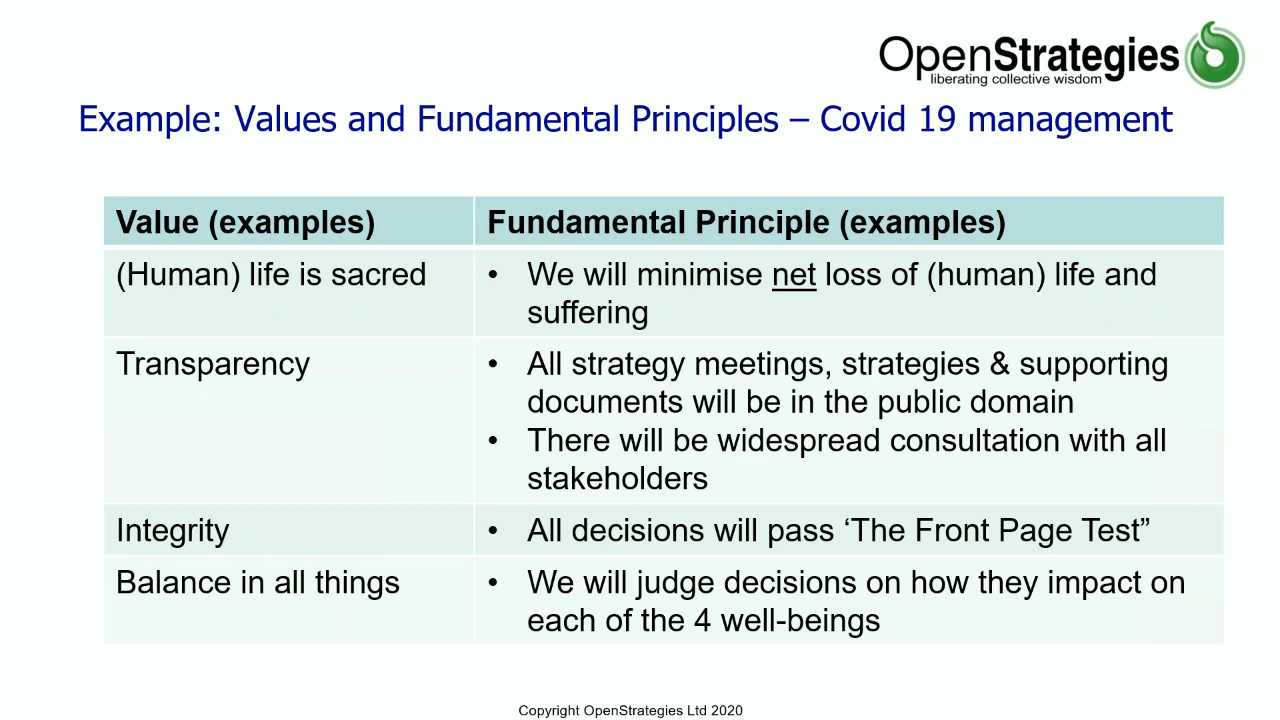 OpenStrategies
liberating collective wisdom
Example: Values and Fundamental Principles – Covid 19 management
Value (examples)
Fundamental Principle (examples)
(Human) life is sacred
• We will minimise net loss of (human) life and
suffering
Transparency
• All strategy meetings, strategies & supporting
documents will be in the public domain
• There will be widespread consultation with all
stakeholders
Integrity
• All decisions will pass ‘The Front Page Test”
Balance in all things
• We will judge decisions on how they impact on
each of the 4 well-beings
Copyright OpenStrategies Ltd 2020